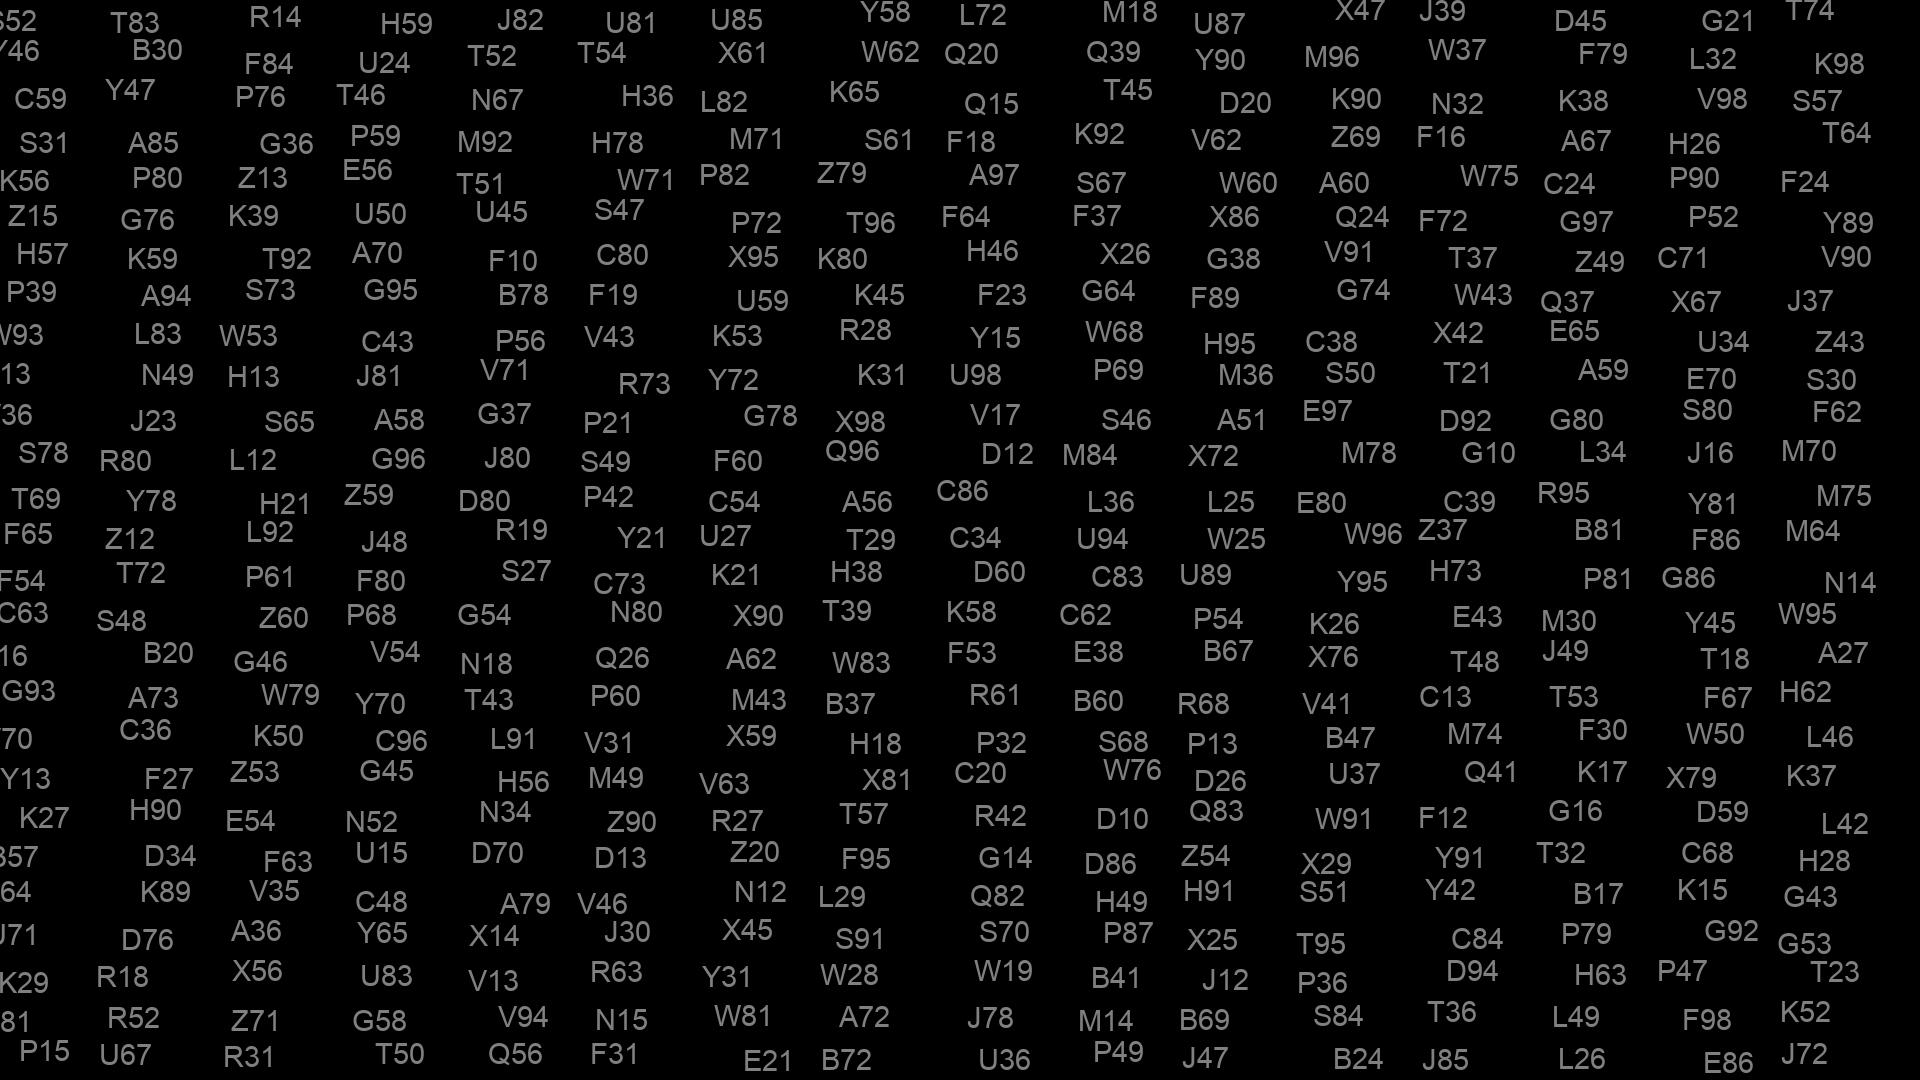 T83 R14 H59 J82 U81 U85 Y58 L72 M18 U87 X47 J39 D45 G21 T74
B30 F84 U24 T52 T54 X61 W62 Q20 Q39 Y90 M96 W37 F79 L32 K98
C59 Y47 P76 T46 N67 H36 L82 K65 Q15 T45 D20 K90 N32 K38 V98 S57
S31 A85 G36 P59 M92 H78 M71 S61 F18 K92 V62 Z69 F16 A67 H26 T64
K56 P80 Z13 E56 T51 W71 P82 Z79 A97 S67 W60 A60 W75 C24 P90 F24
Z15 G76 K39 U50 U45 S47 P72 T96 F64 F37 X86 Q24 F72 G97 P52 Y89
H57 K59 T92 A70 F10 C80 X95 K80 H46 X26 G38 V91 T37 Z49 C71 V90
P39 A94 S73 G95 B78 F19 U59 K45 F23 G64 F89 G74 W43 Q37 X67 J37
W93 L83 W53 C43 P56 V43 K53 R28 Y15 W68 H95 C38 X42 E65 U34 Z43
13 N49 H13 J81 V71 R73 Y72 K31 U98 P69 M36 S50 T21 A59 E70 S30
36 J23 S65 A58 G37 P21 G78 X98 V17 S46 A51 E97 D92 G80 S80 F62
S78 R80 L12 G96 J80 S49 F60 Q96 D12 M84 X72 M78 G10 L34 J16 M70
T69 Y78 H21 Z59 D80 P42 C54 A56 C86 L36 L25 E80 C39 R95 Y81 M75
F65 Z12 L92 J48 R19 Y21 U27 T29 C34 U94 W25 W96 Z37 B81 F86 M64
F54 T72 P61 F80 S27 C73 K21 H38 D60 C83 U89 Y95 H73 P81 G86 N14
C63 S48 Z60 P68 G54 N80 X90 T39 K58 C62 P54 K26 E43 M30 Y45 W95
16 B20 G46 V54 N18 Q26 A62 W83 F53 E38 B67 X76 T48 J49 T18 A27
G93 A73 W79 Y70 T43 P60 M43 B37 R61 B60 R68 V41 C13 T53 F67 H62
70 C36 K50 C96 L91 V31 X59 H18 P32 S68 P13 B47 M74 F30 W50 L46
Y13 F27 Z53 G45 H56 M49 V63 X81 C20 W76 D26 U37 Q41 K17 X79 K37
K27 H90 E54 N52 N34 Z90 R27 T57 R42 D10 Q83 W91 F12 G16 D59 L42
57 D34 F63 U15 D70 D13 Z20 F95 G14 D86 Z54 X29 Y91 T32 C68 H28
64 K89 V35 C48 A79 V46 N12 L29 Q82 H49 H91 S51 Y42 B17 K15 G43
71 D76 A36 Y65 X14 J30 X45 S91 S70 P87 X25 T95 C84 P79 G92 G53
K29 R18 X56 U83 V13 R63 Y31 W28 W19 B41 J12 P36 D94 H63 P47 T23
81 R52 Z71 G58 V94 N15 W81 A72 J78 M14 B69 S84 T36 L49 F98 K52
P15 U67 R31 T50 Q56 F31 E21 B72 U36 P49 J47 B24 J85 L26 E86 J72